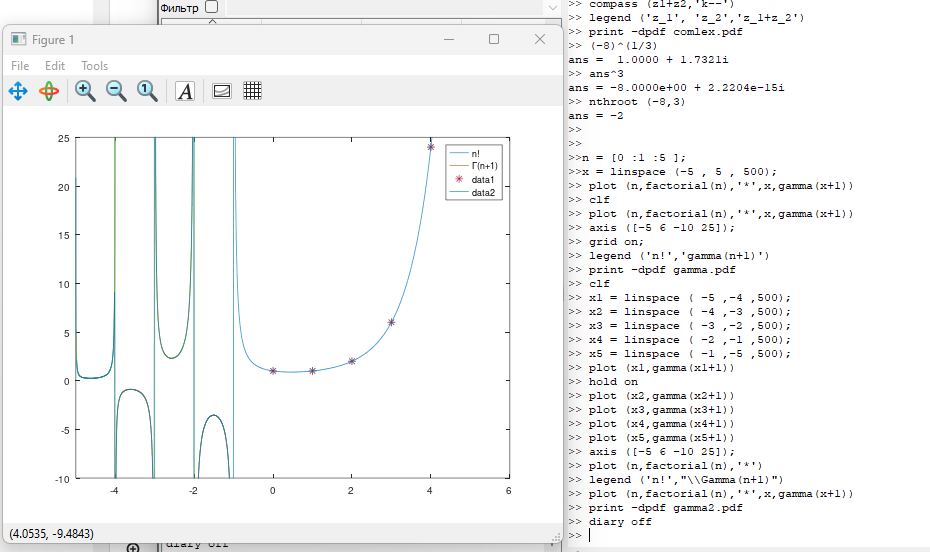 Фильтр
Figure 1
File Edit Tools
25
20
15
10
5
0
-5
-10
-4
-2
0
2
4
6
n!
Γ(n+1)
data1
data2
(4.0535, -9.4843)
diary off
>> compass (z1+z2,'k--')
>> legend ('z_1', 'z_2','z_1+z_2')
>> print -dpdf comlex.pdf
>> (-8)^(1/3)
ans =  1.0000 + 1.7321i
>> ans^3
ans = -8.0000e+00 + 2.2204e-15i
>> nthroot (-8,3)
ans = -2
>>
>>
>>n = [0 :1 :5 ];
>>x = linspace (-5 , 5 , 500);
>> plot (n,factorial(n),'*',x,gamma(x+1))
>> clf
>> plot (n,factorial(n),'*',x,gamma(x+1))
>> axis ([-5 6 -10 25]);
>> grid on;
>> legend ('n!','gamma(n+1)')
>> print -dpdf gamma.pdf
>> clf
>> x1 = linspace ( -5 ,-4 ,500);
>> x2 = linspace ( -4 ,-3 ,500);
>> x3 = linspace ( -3 ,-2 ,500);
>> x4 = linspace ( -2 ,-1 ,500);
>> x5 = linspace ( -1 ,-5 ,500);
>> plot (x1,gamma(x1+1))
>> hold on
>> plot (x2,gamma(x2+1))
>> plot (x3,gamma(x3+1))
>> plot (x4,gamma(x4+1))
>> plot (x5,gamma(x5+1))
>> axis ([-5 6 -10 25]);
>> plot (n,factorial(n),'*')
>> legend ('n!',"\\Gamma(n+1)")
>> plot (n,factorial(n),'*',x,gamma(x+1))
>> print -dpdf gamma2.pdf
>> diary off
>>